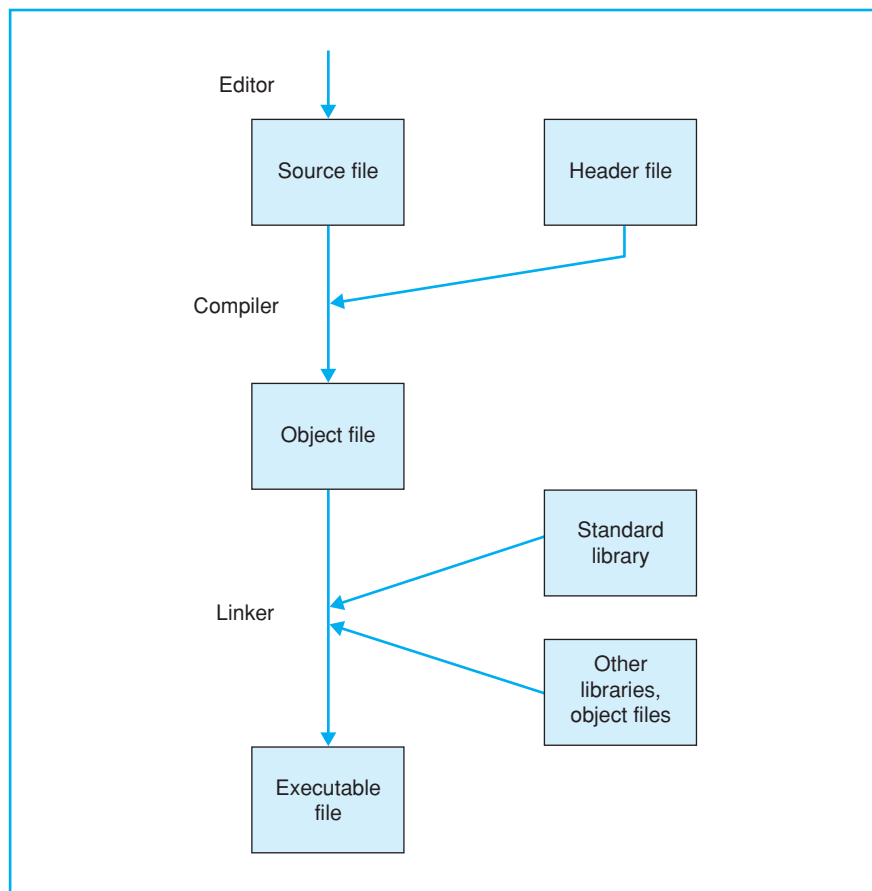 Editor
Source file
Header file
Compiler
Object file
Standard
library
Linker
Other
libraries,
object files
Executable
file